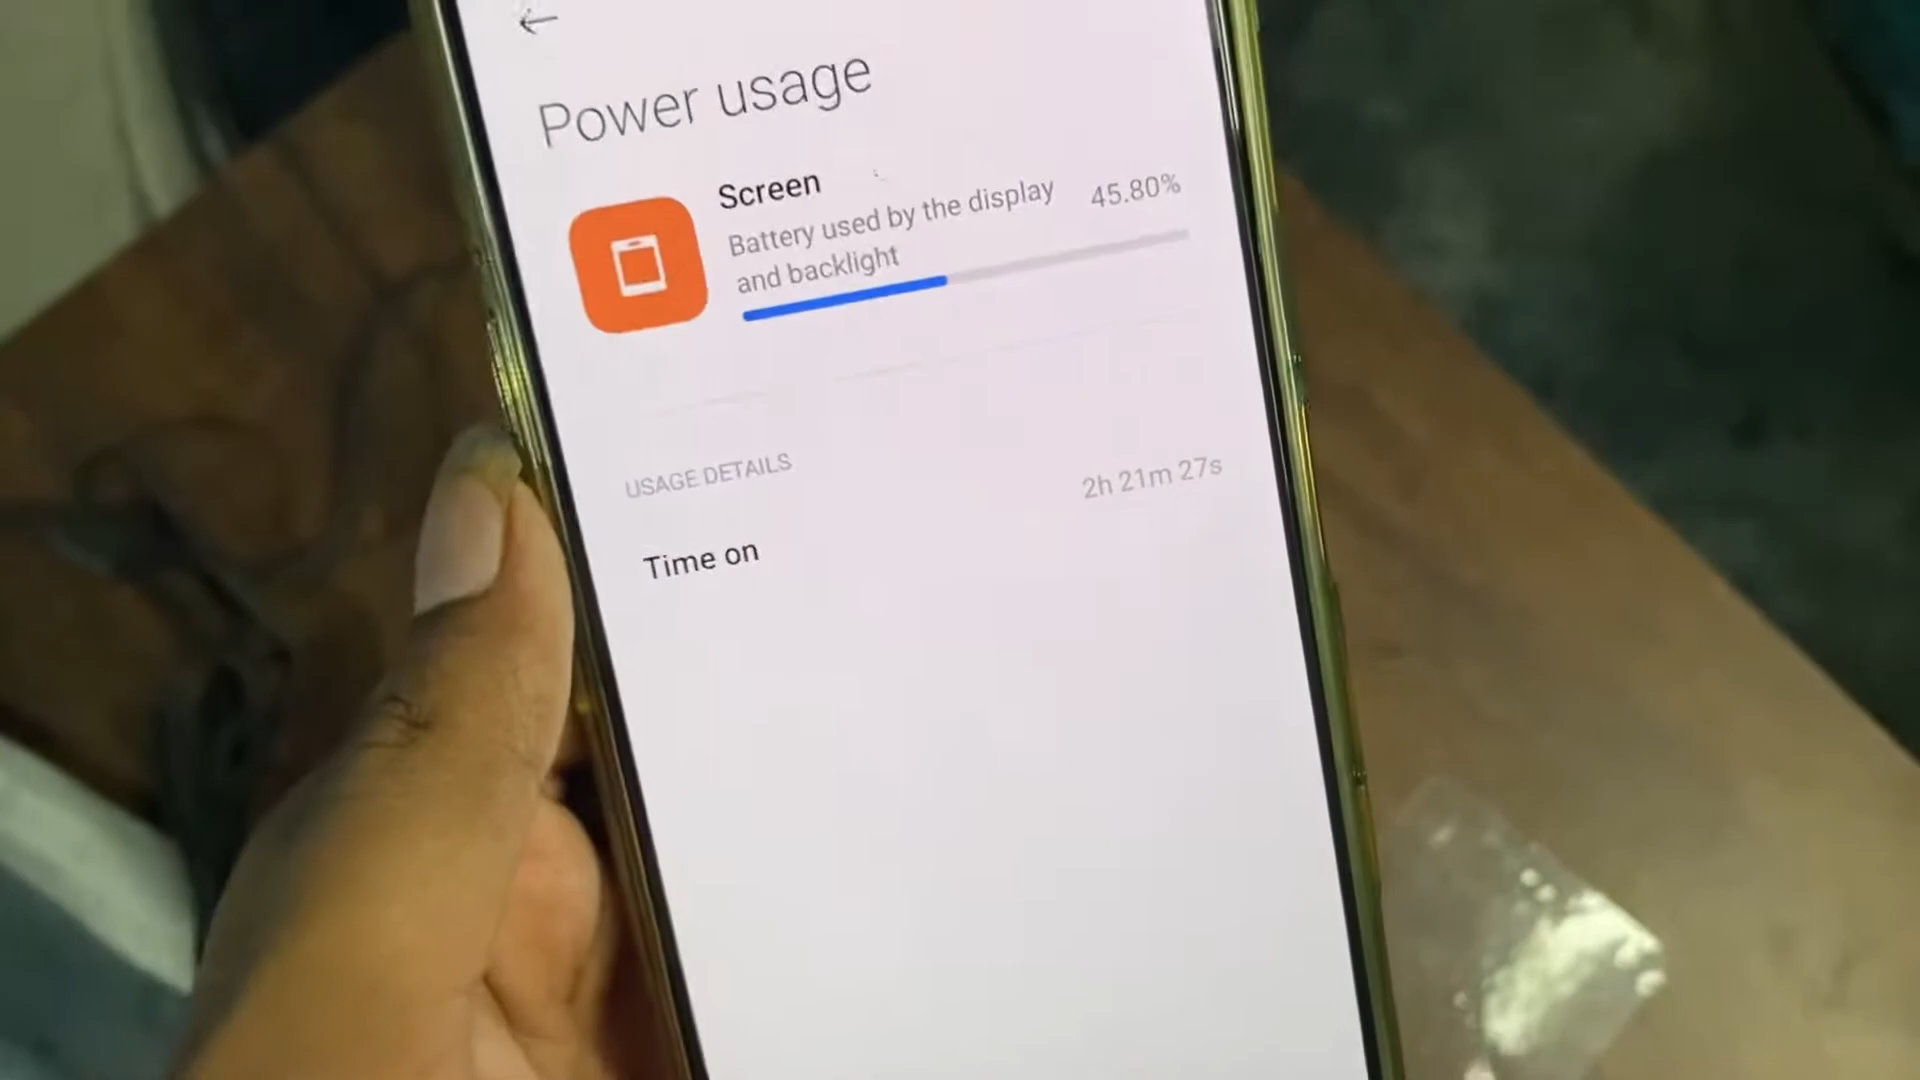 Power usage
Screen
Battery used by the display
and backlight
45.80%
USAGE DETAILS
Time on
2h 21m 27s